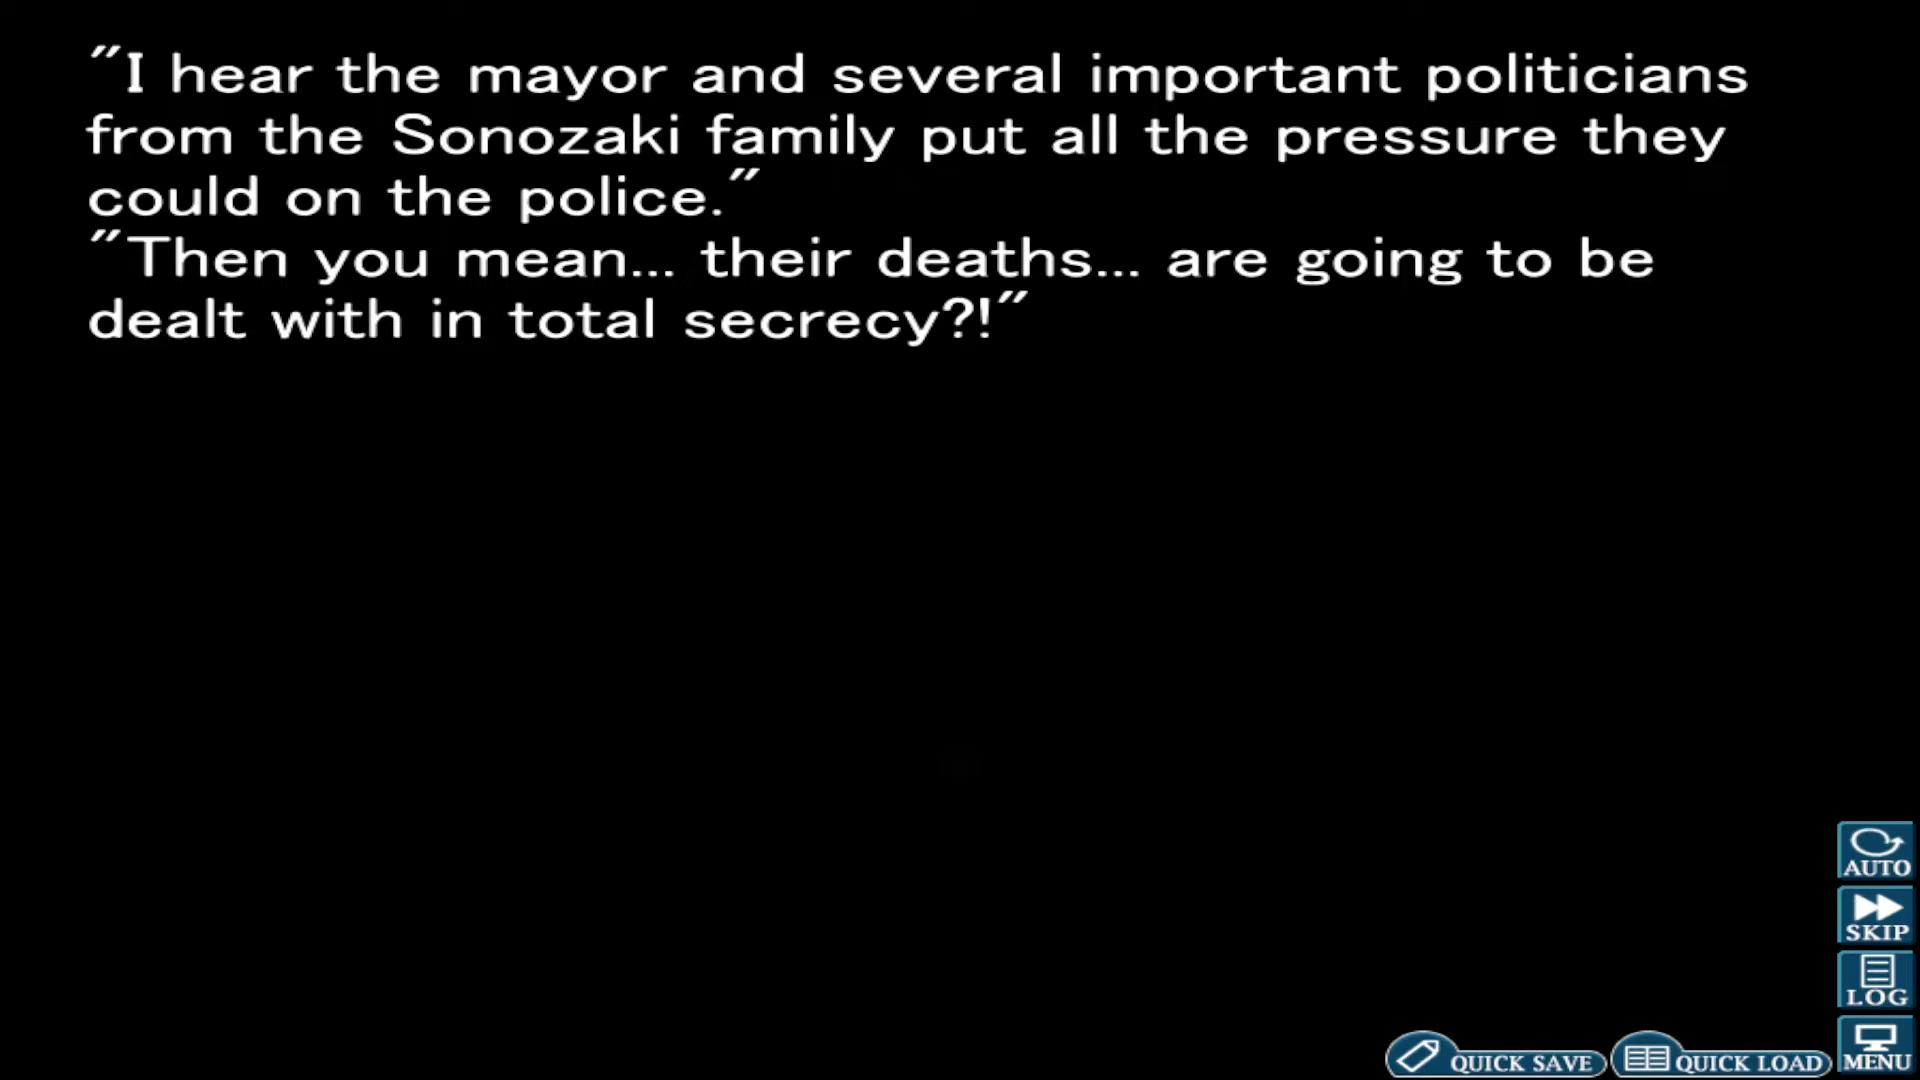 "I hear the mayor and several important politicians
from the Sonozaki family put all the pressure they
could on the police."
"Then you mean... their deaths... are going to be
dealt with in total secrecy?!"
AUTO
SKIP
LOG
QUICK SAVE
QUICK LOAD
MENU